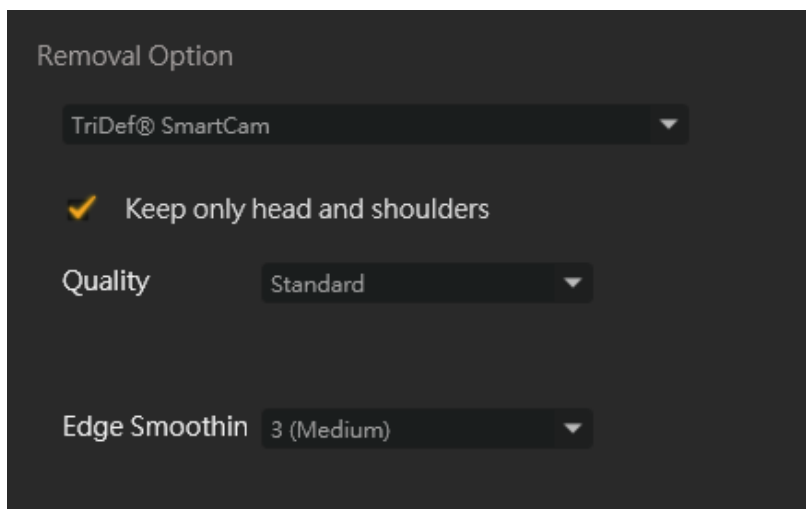 Removal Option
TriDef® SmartCam
Keep only head and shoulders
Quality Standard
Edge Smoothin 3 (Medium)